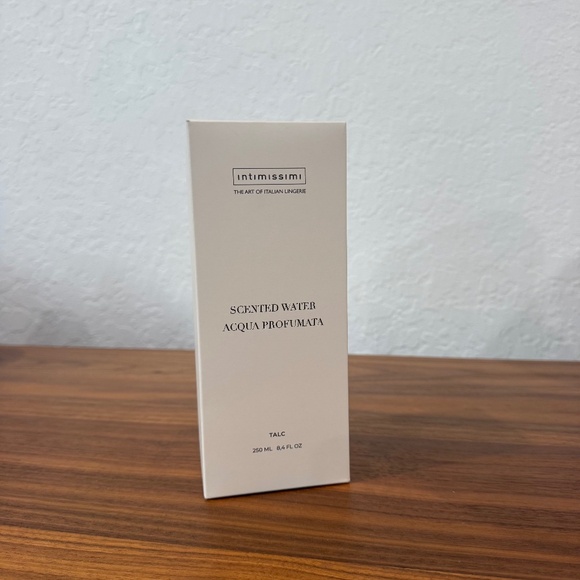 intimissimi
THE ART OF ITALIAN LINGERIE
SCENTED WATER
ACQUA PROFUMATA
TALC
250 ML 8,4 FL OZ